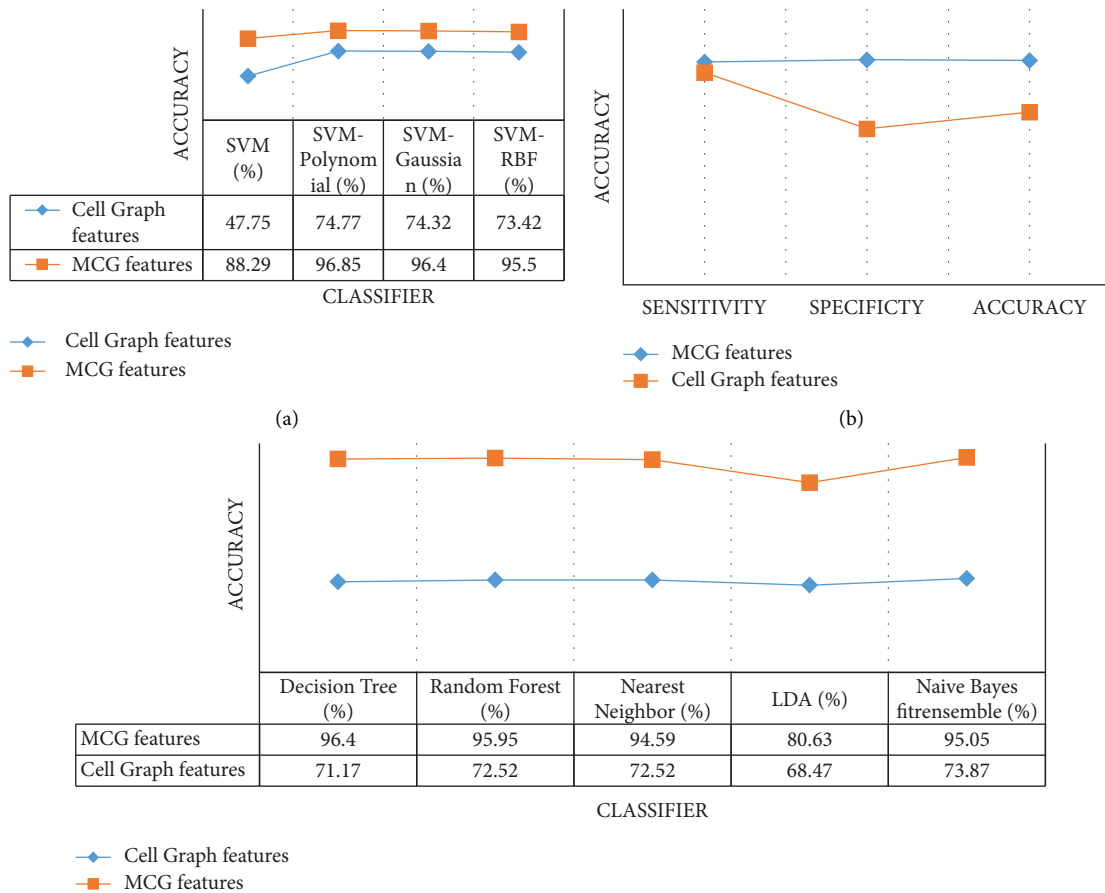 ACCURACY
SVM (%)
SVM-Polynom ial (%)
SVM-Gaussia n (%)
SVM-RBF (%)
Cell Graph features
47.75
74.77
74.32
73.42
MCG features
88.29
96.85
96.4
95.5
CLASSIFIER
Cell Graph features
MCG features
(a)
ACCURACY
SENSITIVITY
SPECIFICTY
ACCURACY
MCG features
Cell Graph features
(b)
ACCURACY
Decision Tree (%)
Random Forest (%)
Nearest Neighbor (%)
LDA (%)
Naive Bayes fitrensemble (%)
MCG features
96.4
95.95
94.59
80.63
95.05
Cell Graph features
71.17
72.52
72.52
68.47
73.87
CLASSIFIER
Cell Graph features
MCG features